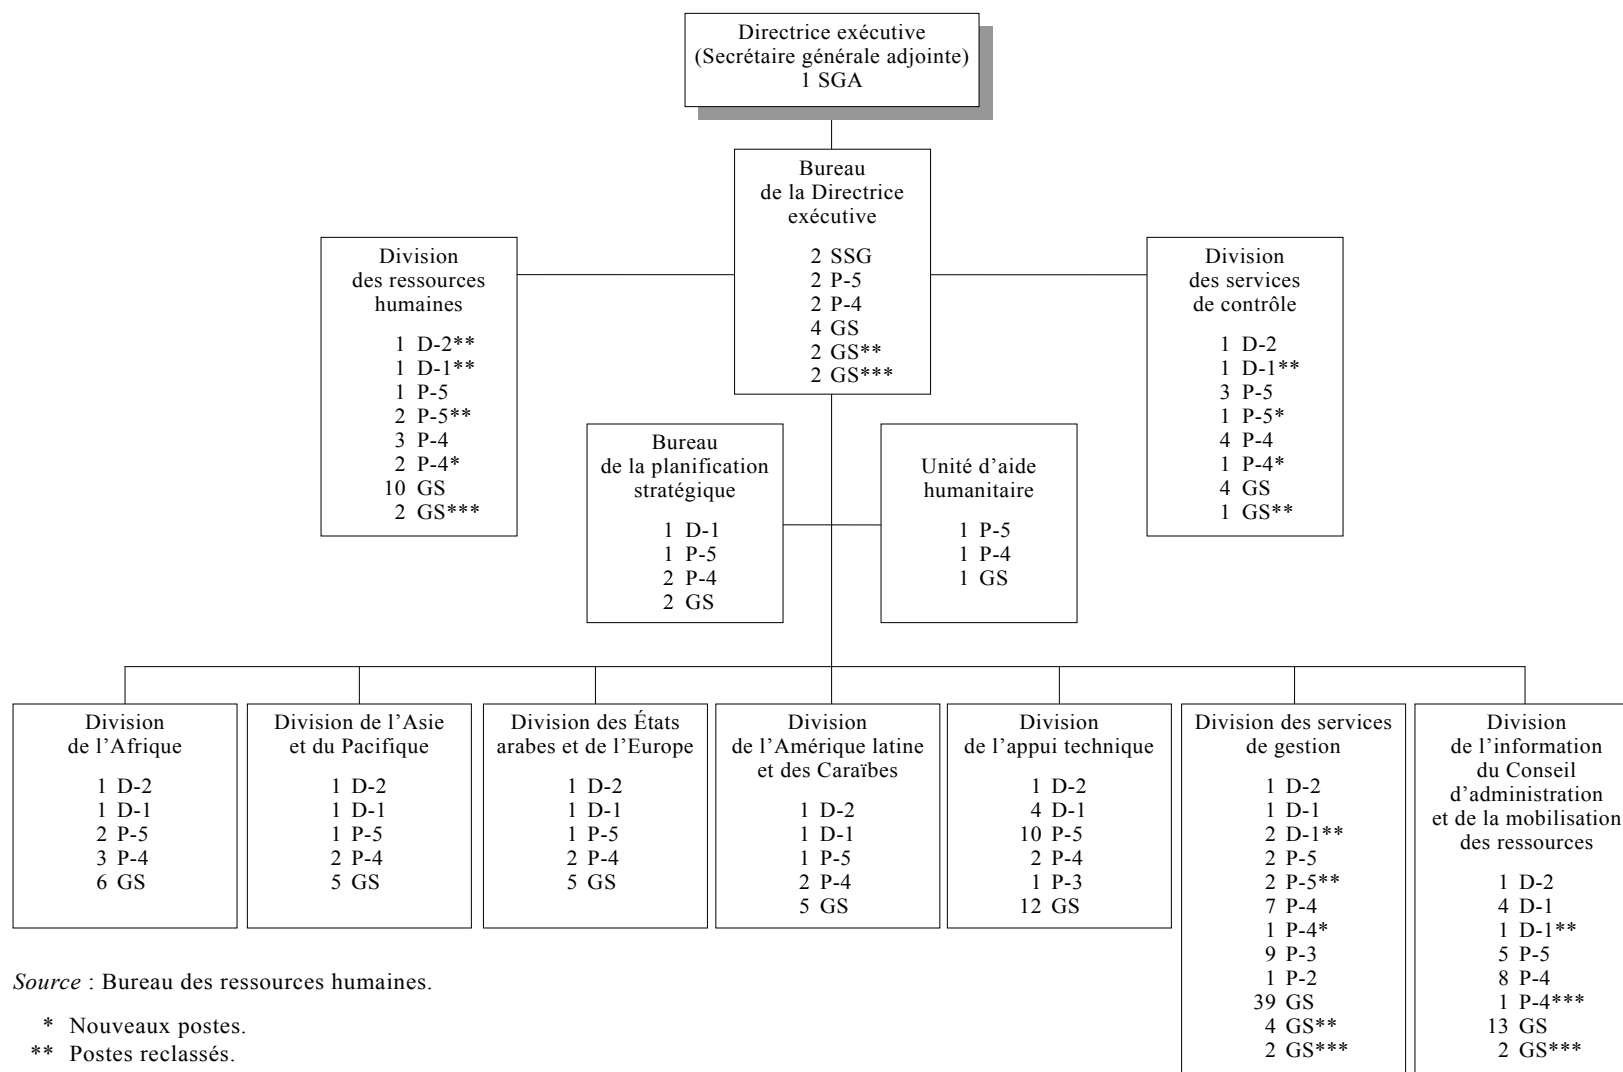 Directrice exécutive
(Secrétaire générale adjointe)
1 SGA
Bureau
de la Directrice
exécutive
2 SSG
2 P-5
2 P-4
4 GS
2 GS**
2 GS***
Division
des ressources
humaines
1 D-2**
1 D-1**
1 P-5
2 P-5**
3 P-4
2 P-4*
10 GS
2 GS***
Division
des services
de contrôle
1 D-2
1 D-1**
3 P-5
1 P-5*
4 P-4
1 P-4*
4 GS
1 GS**
Bureau
de la planification
stratégique
1 D-1
1 P-5
2 P-4
2 GS
Unité d'aide
humanitaire
1 P-5
1 P-4
1 GS
Division
de l'Afrique
1 D-2
1 D-1
2 P-5
3 P-4
6 GS
Division de l'Asie
et du Pacifique
1 D-2
1 D-1
1 P-5
2 P-4
5 GS
Division des États
arabes et de l'Europe
1 D-2
1 D-1
1 P-5
2 P-4
5 GS
Division
de l'Amérique latine
et des Caraïbes
1 D-2
1 D-1
1 P-5
2 P-4
5 GS
Division
de l'appui technique
1 D-2
4 D-1
10 P-5
2 P-4
1 P-3
12 GS
Division des services
de gestion
1 D-2
1 D-1
2 D-1**
2 P-5
2 P-5**
7 P-4
1 P-4*
9 P-3
1 P-2
39 GS
4 GS**
2 GS***
Division
de l'information
du Conseil
d'administration
et de la mobilisation
des ressources
1 D-2
4 D-1
1 D-1**
5 P-5
8 P-4
1 P-4***
13 GS
2 GS***
Source : Bureau des ressources humaines.
* Nouveaux postes.
** Postes reclassés.